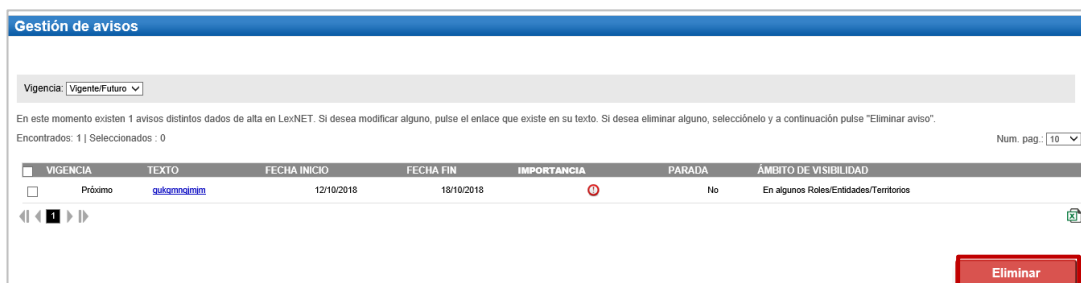 Gestión de avisos
Vigencia: Vigente/Futuro
En este momento existen 1 avisos distintos dados de alta en LexNET. Si desea modificar alguno, pulse el enlace que existe en su texto. Si desea eliminar alguno, selecciónelo y a continuación pulse "Eliminar aviso".
Encontrados: 1 | Seleccionados : 0
Num. pag.: 10
VIGENCIA TEXTO FECHA INICIO FECHA FIN IMPORTANCIA PARADA ÁMBITO DE VISIBILIDAD
Próximo gukgmngjmjm 12/10/2018 18/10/2018 No En algunos Roles/Entidades/Territorios
1
Eliminar